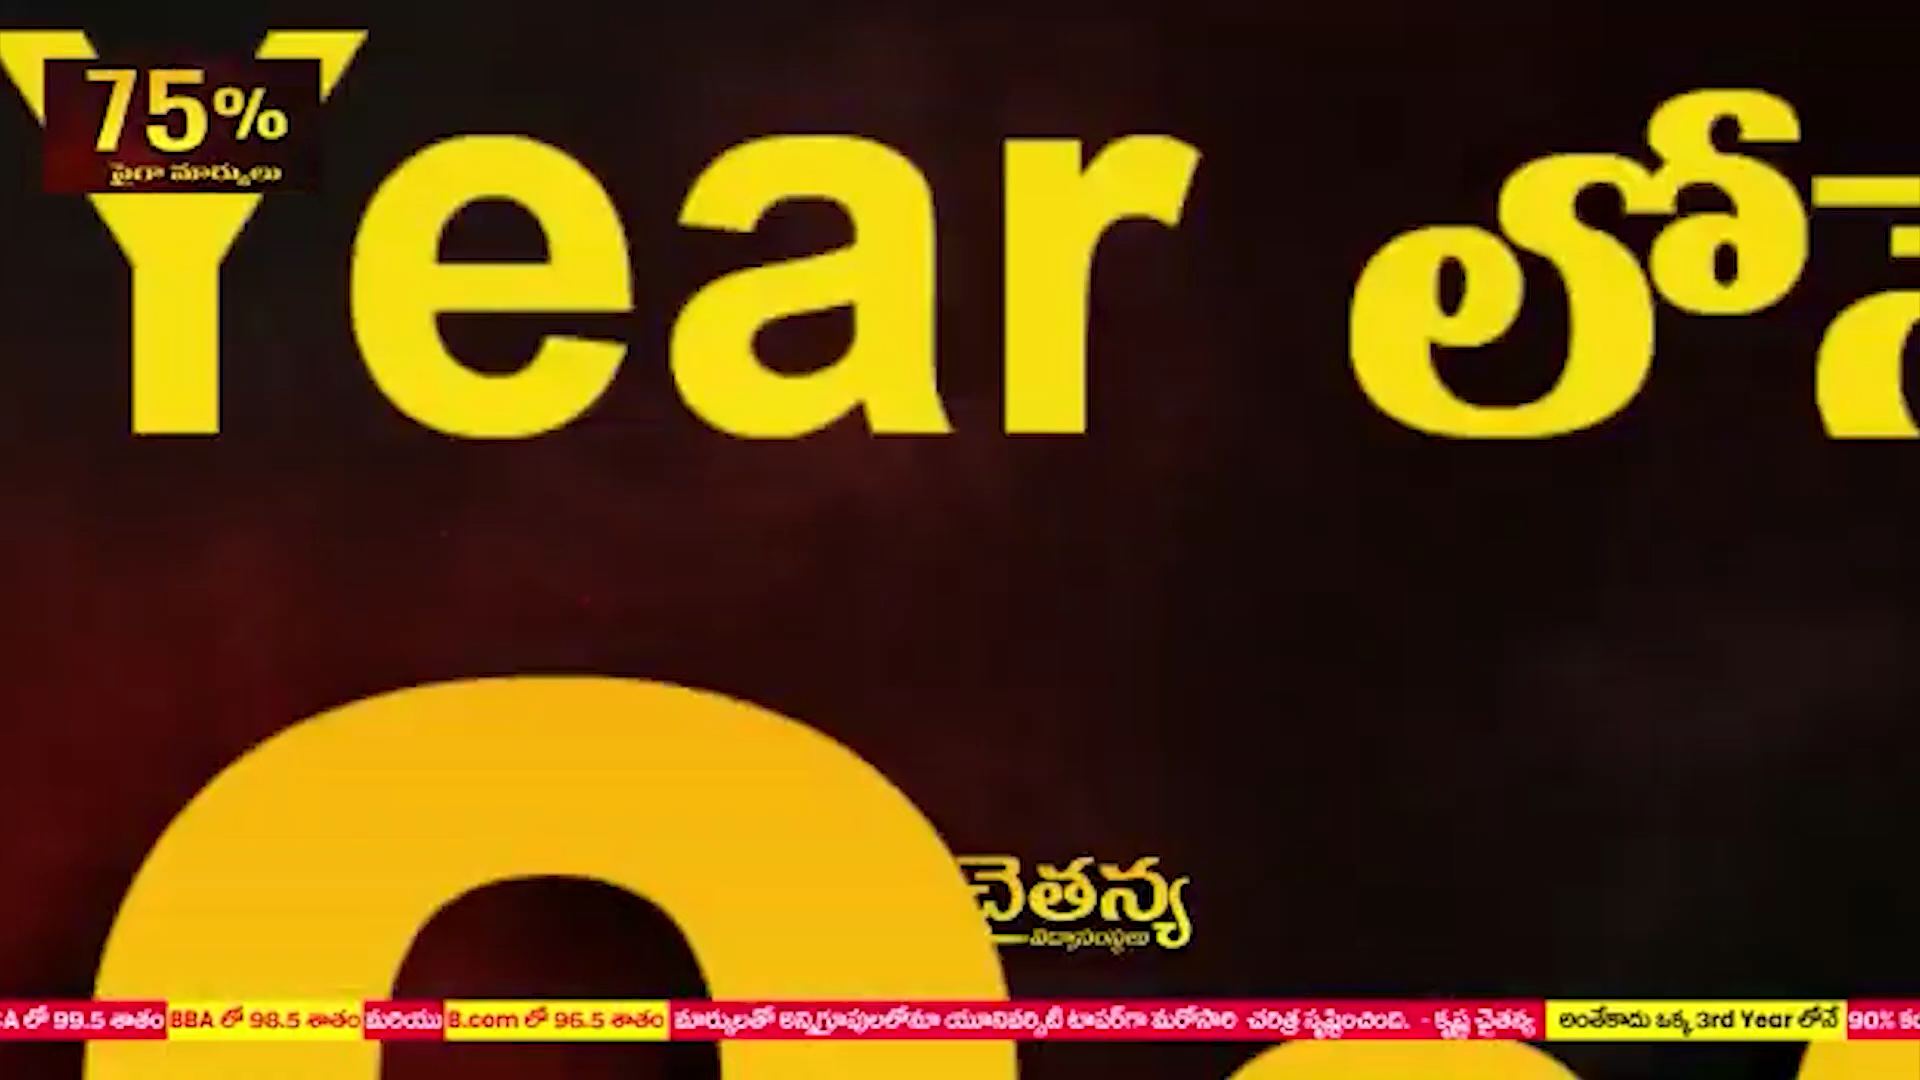 75%
పైగా మార్కులు
Year లో
చైతన్య
విద్యాసంస్థలు
లో 99.5 శాతం BBA లో 98.5 శాతం మరియు B.com లో 96.5 శాతం మార్కులతో అన్నిగ్రూపులలోనూ యూనివర్సిటీ టాపర్‌గా మరోసారి చరిత్ర సృష్టించింది. - కృష్ణ చైతన్య అంతేకాదు ఒక్క 3rd Year లోనే 90%